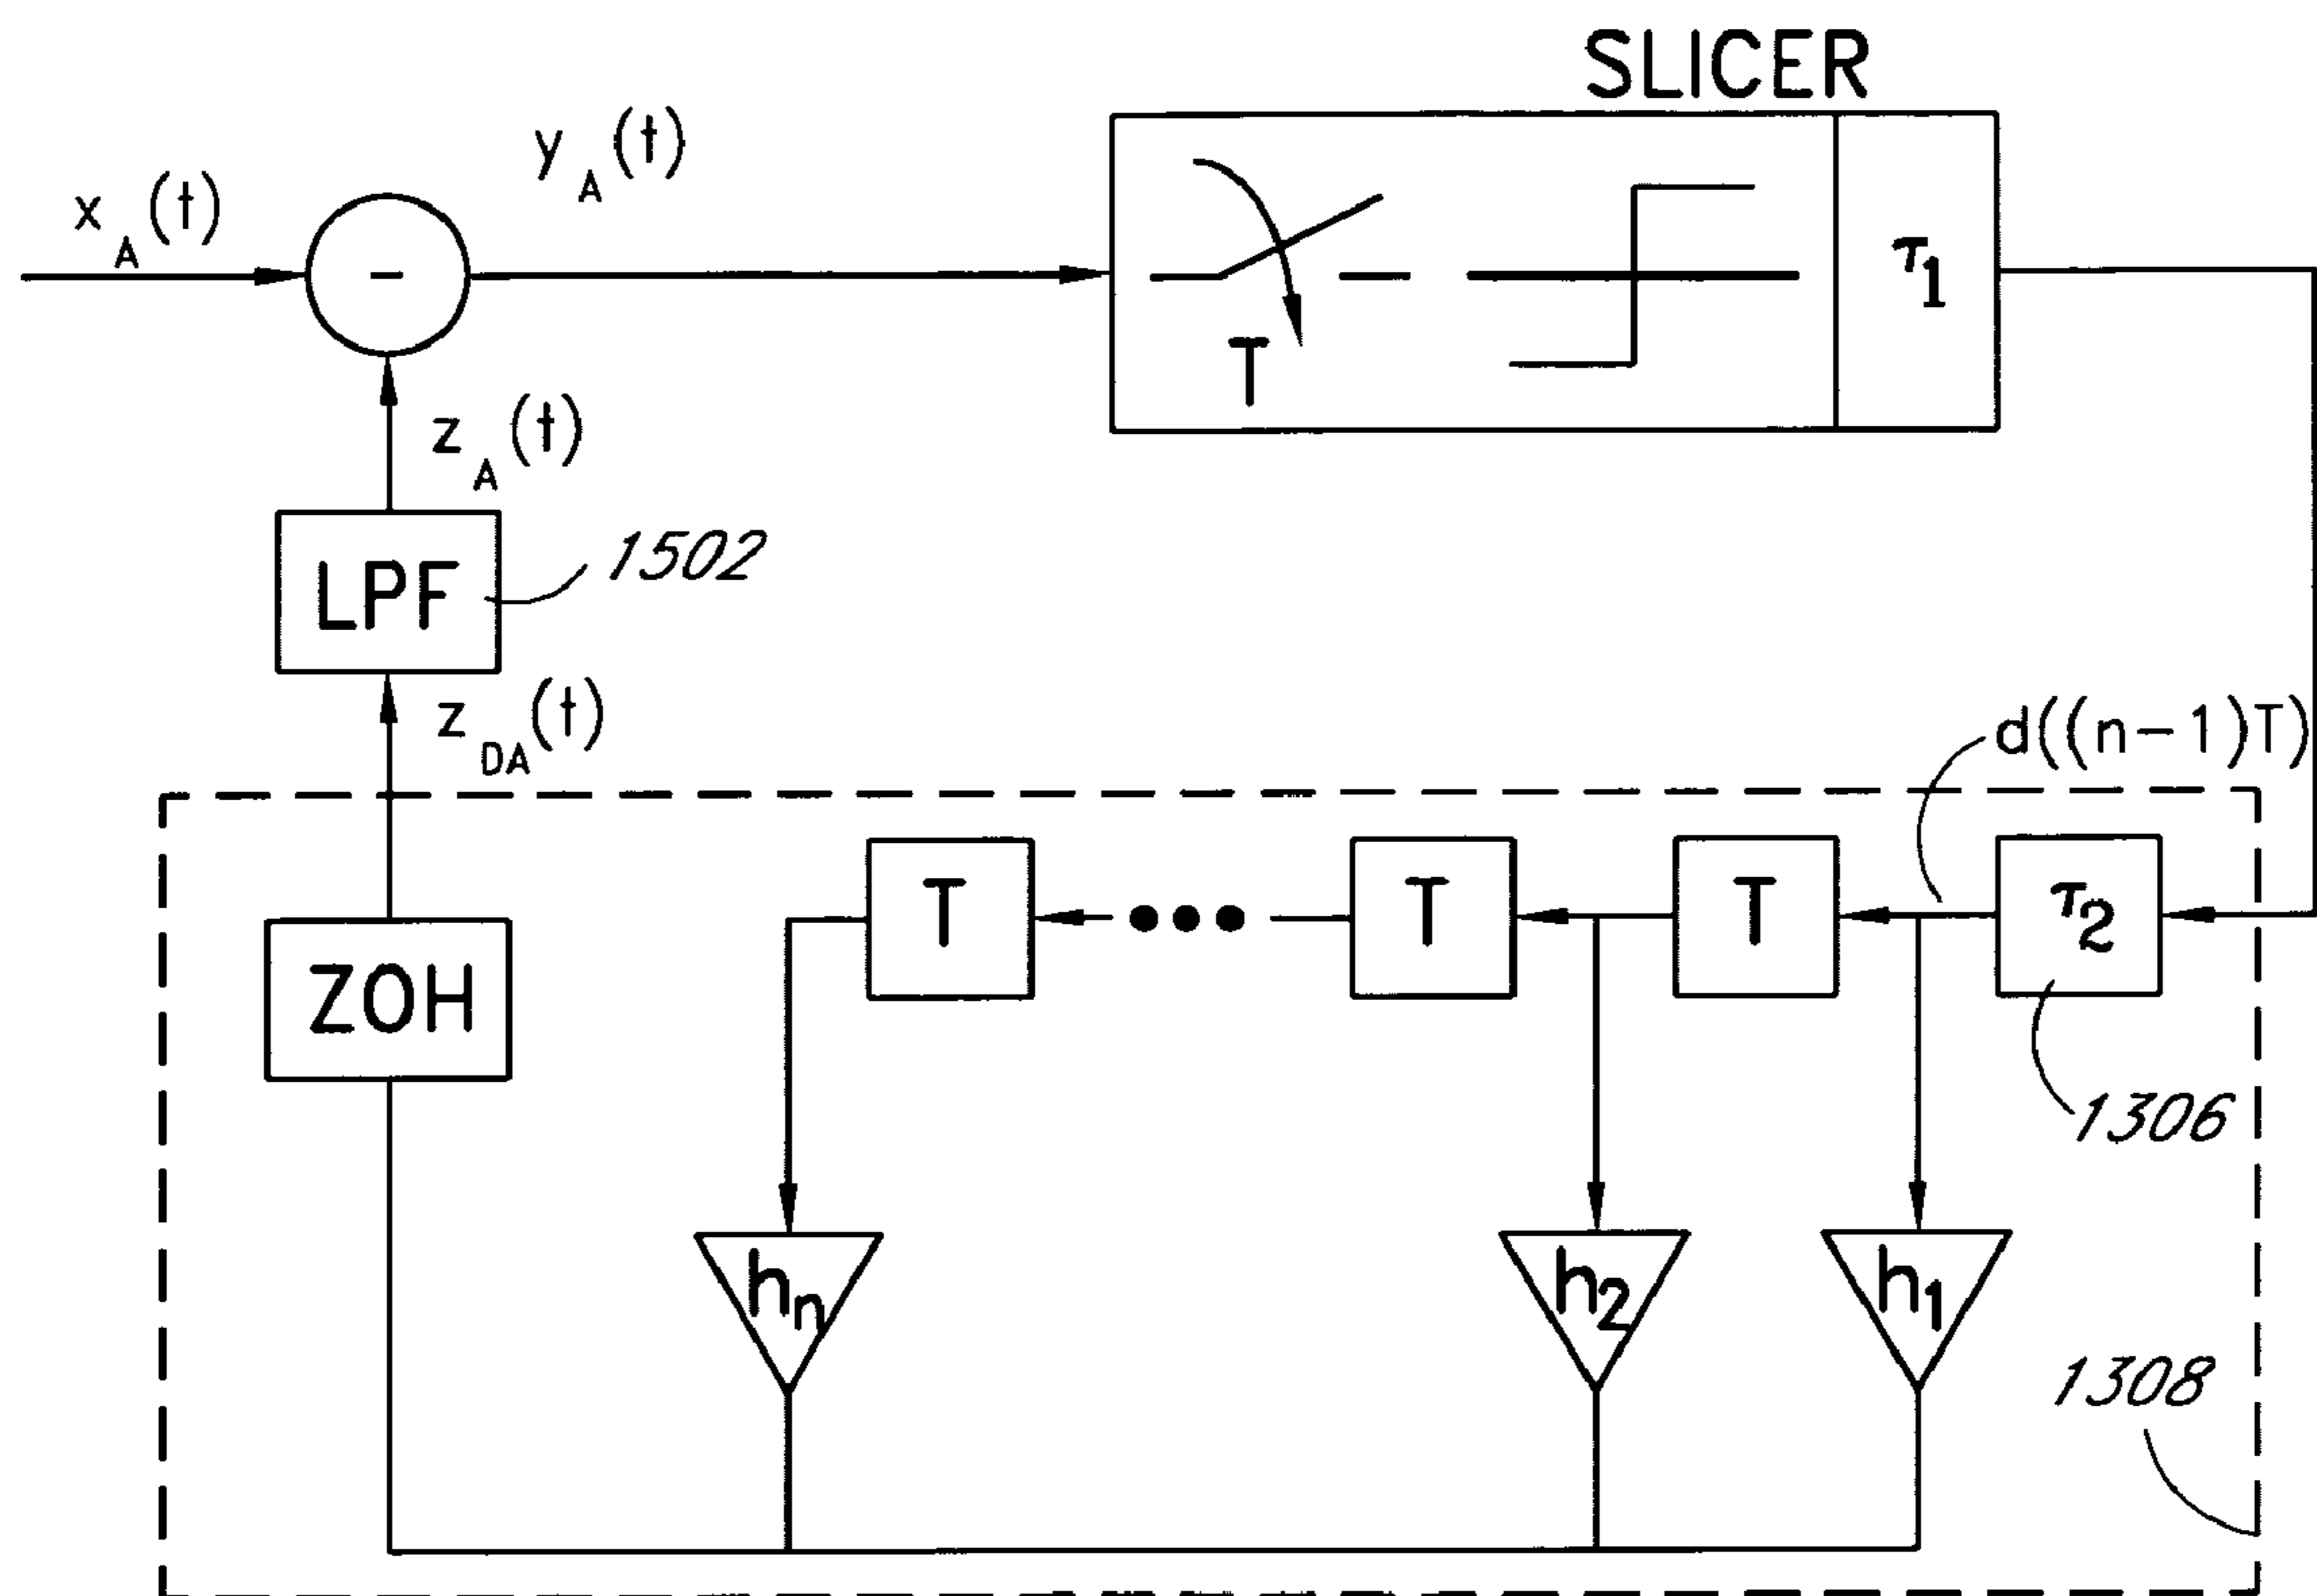 SLICER
x_A(t)
y_A(t)
-
T
τ1
z_A(t)
LPF
1502
z_DA(t)
d((n-1)T)
T
•••
T
T
τ2
ZOH
1306
h_n
h2
h1
1308